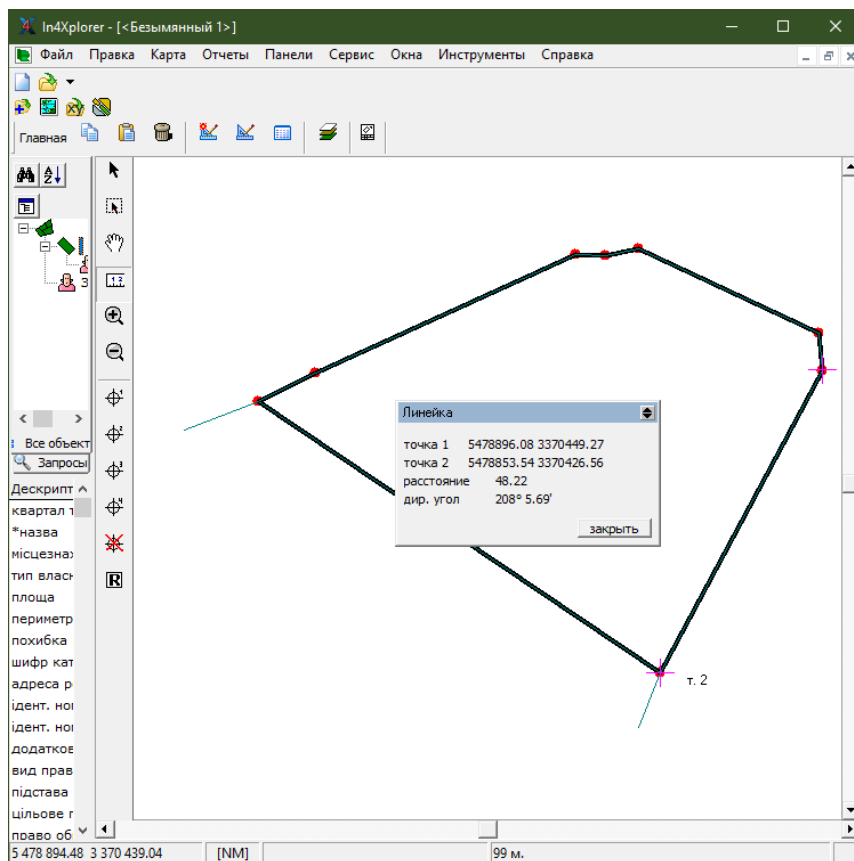 In4Xplorer - [<Безымянный 1>]
Файл Правка Карта Отчеты Панели Сервис Окна Инструменты Справка
Главная
Все объект
Запросы
Дескрипт
квартал т
*назва
місцезнах
тип власн
площа
периметр
похибка
шифр кат
адреса р
ідент. но
ідент. но
додатков
вид прав
підстава
цільове г
право об
Линейка
точка 1 5478896.08 3370449.27
точка 2 5478853.54 3370426.56
расстояние 48.22
дир. угол 208° 5.69'
закрыть
т. 2
5 478 894.48 3 370 439.04 [NM] 99 м.